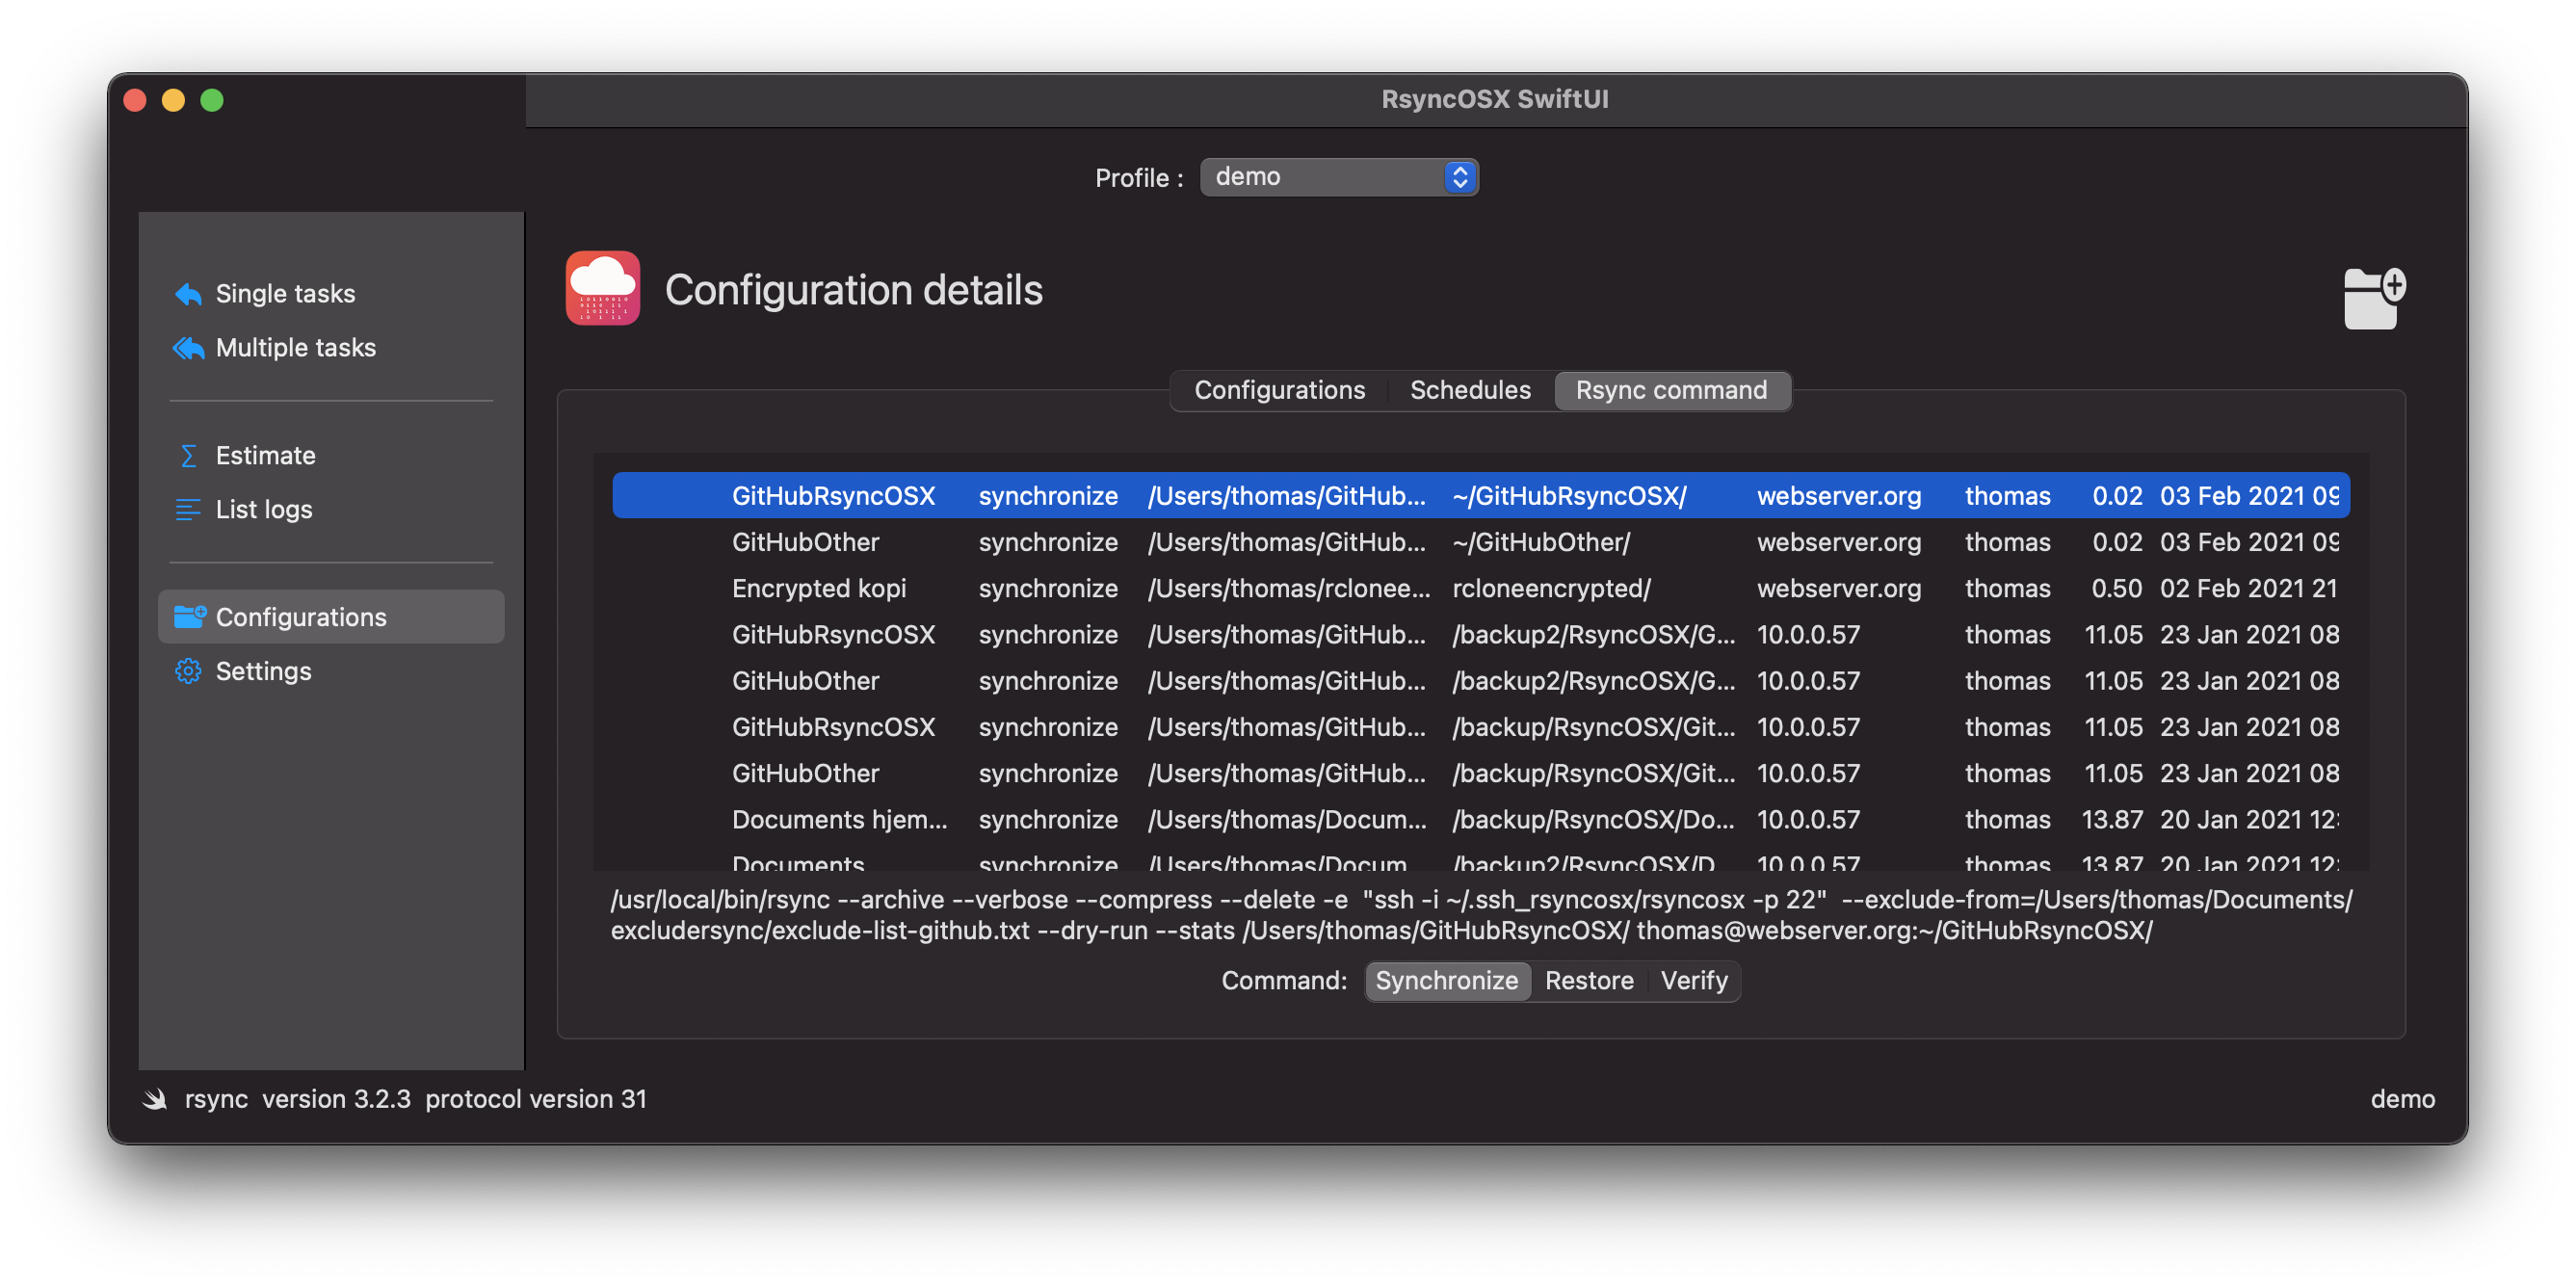 RsyncOSX SwiftUI
Profile : demo
Single tasks
Multiple tasks
Estimate
List logs
Configurations
Settings
Configuration details
Configurations Schedules Rsync command
GitHubRsyncOSX synchronize /Users/thomas/GitHub... ~/GitHubRsyncOSX/ webserver.org thomas 0.02 03 Feb 2021 09
GitHubOther synchronize /Users/thomas/GitHub... ~/GitHubOther/ webserver.org thomas 0.02 03 Feb 2021 09
Encrypted kopi synchronize /Users/thomas/rclonee... rcloneencrypted/ webserver.org thomas 0.50 02 Feb 2021 21
GitHubRsyncOSX synchronize /Users/thomas/GitHub... /backup2/RsyncOSX/G... 10.0.0.57 thomas 11.05 23 Jan 2021 08
GitHubOther synchronize /Users/thomas/GitHub... /backup2/RsyncOSX/G... 10.0.0.57 thomas 11.05 23 Jan 2021 08
GitHubRsyncOSX synchronize /Users/thomas/GitHub... /backup/RsyncOSX/Git... 10.0.0.57 thomas 11.05 23 Jan 2021 08
GitHubOther synchronize /Users/thomas/GitHub... /backup/RsyncOSX/Git... 10.0.0.57 thomas 11.05 23 Jan 2021 08
Documents hjem... synchronize /Users/thomas/Docum... /backup/RsyncOSX/Do... 10.0.0.57 thomas 13.87 20 Jan 2021 12:
Documents synchronize /Users/thomas/Docum... /backup2/RsyncOSX/D... 10.0.0.57 thomas 13.87 20 Jan 2021 12:
/usr/local/bin/rsync --archive --verbose --compress --delete -e "ssh -i ~/.ssh_rsyncosx/rsyncosx -p 22" --exclude-from=/Users/thomas/Documents/
excludersync/exclude-list-github.txt --dry-run --stats /Users/thomas/GitHubRsyncOSX/ thomas@webserver.org:~/GitHubRsyncOSX/
Command: Synchronize Restore Verify
rsync version 3.2.3 protocol version 31
demo